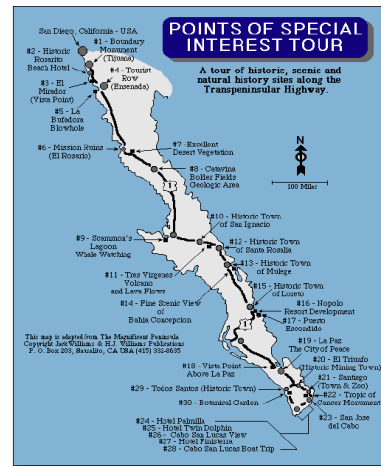 San Diego, California - USA
POINTS OF SPECIAL
INTEREST TOUR
A tour of historic, scenic and
natural history sites along the
Transpeninsular Highway.
#1 - Boundary
Monument
(Tijuana)
#2 - Historic
Rosarito
Beach Hotel
#4 - Tourist
Row
(Ensenada)
#3 - El
Mirador
(Vista Point)
#5 - La
Bufadora
Blowhole
#6 - Mission Ruins
(El Rosario)
#7 -Excellent
Desert Vegetation
#8 - Catavina
Bolder Fields
Geologic Area
1
N
100 Miles
#10 - Historic Town
of San Ignacio
#9 - Scammon's
Lagoon
Whale Watching
#12 - Historic Town
of Santa Rosalia
#13 - Historic Town
of Mulege
#11 - Tres Virgenes
Volcano
and Lava Flows
#14 - Fine Scenic View
of
Bahia Concepcion
#15 - Historic
Town of
Loreto
#16 - Nopolo
Resort Development
#17 - Puerto
Escondido
1
This map is adapted from The Magnificent Peninsula
Copyright Jack Williams & H.J. Williams Publications
P. O. Box 203, Sausalito, CA USA (415) 332-8635
#19 - La Paz
The City of Peace
#20 - El Triunfo
(Historic Mining Town)
#18 - Vista Point
Above La Paz
#21 - Santiago
(Town & Zoo)
#29 - Todos Santos (Historic Town)
#22 - Tropic of
Cancer Monument
#30 - Botanical Garden
#23 - San Jose
del Cabo
#24 - Hotel Palmilla
#25 - Hotel Twin Dolphin
#26 - Cabo San Lucas View
#27 - Hotel Finisterra
#28 - Cabo San Lucas Boat Trip